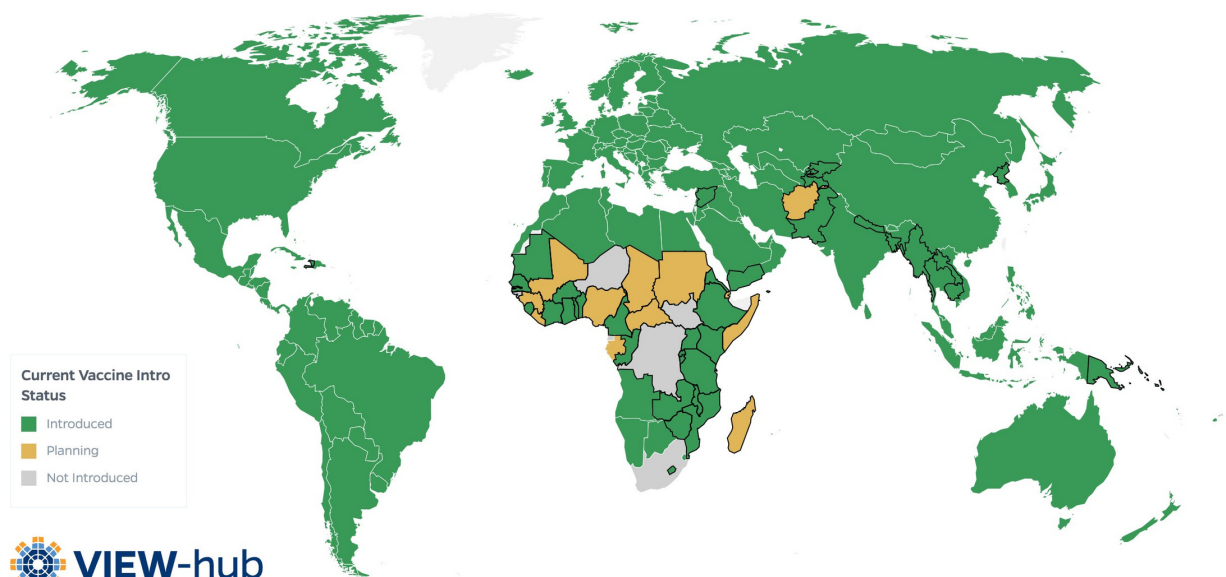 Current Vaccine Intro
Status
Introduced
Planning
Not Introduced
VIEW-hub